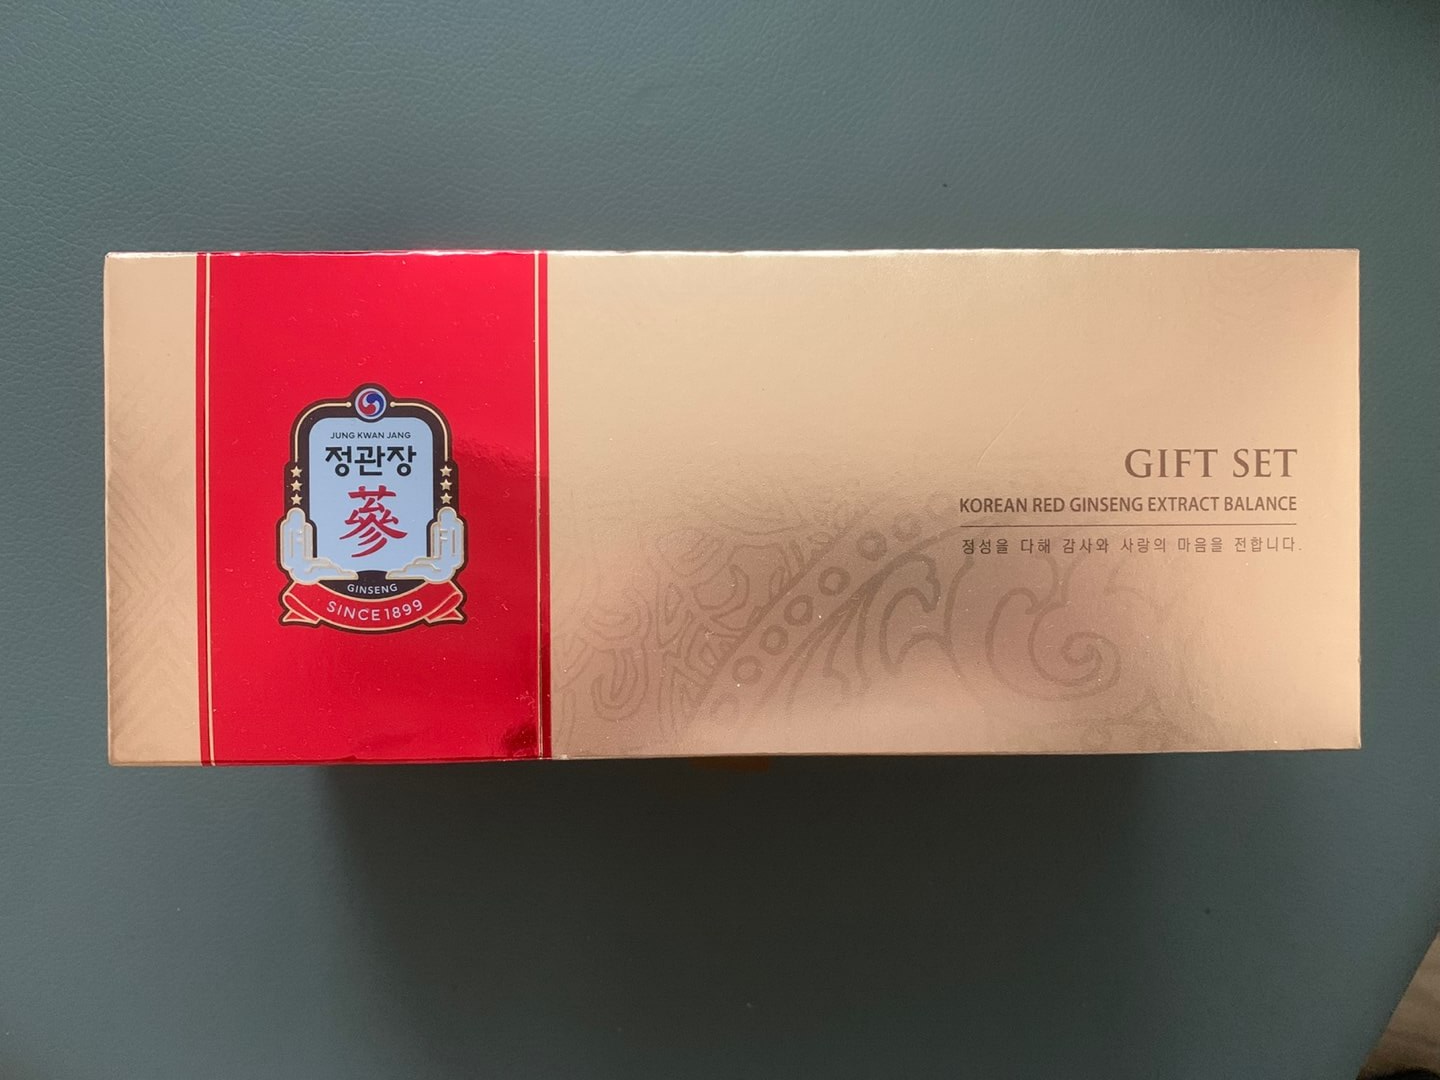 JUNG KWAN JANG
정관장
蔘
GINSENG
SINCE 1899
GIFT SET
KOREAN RED GINSENG EXTRACT BALANCE
정성을 다해 감사와 사랑의 마음을 전합니다.